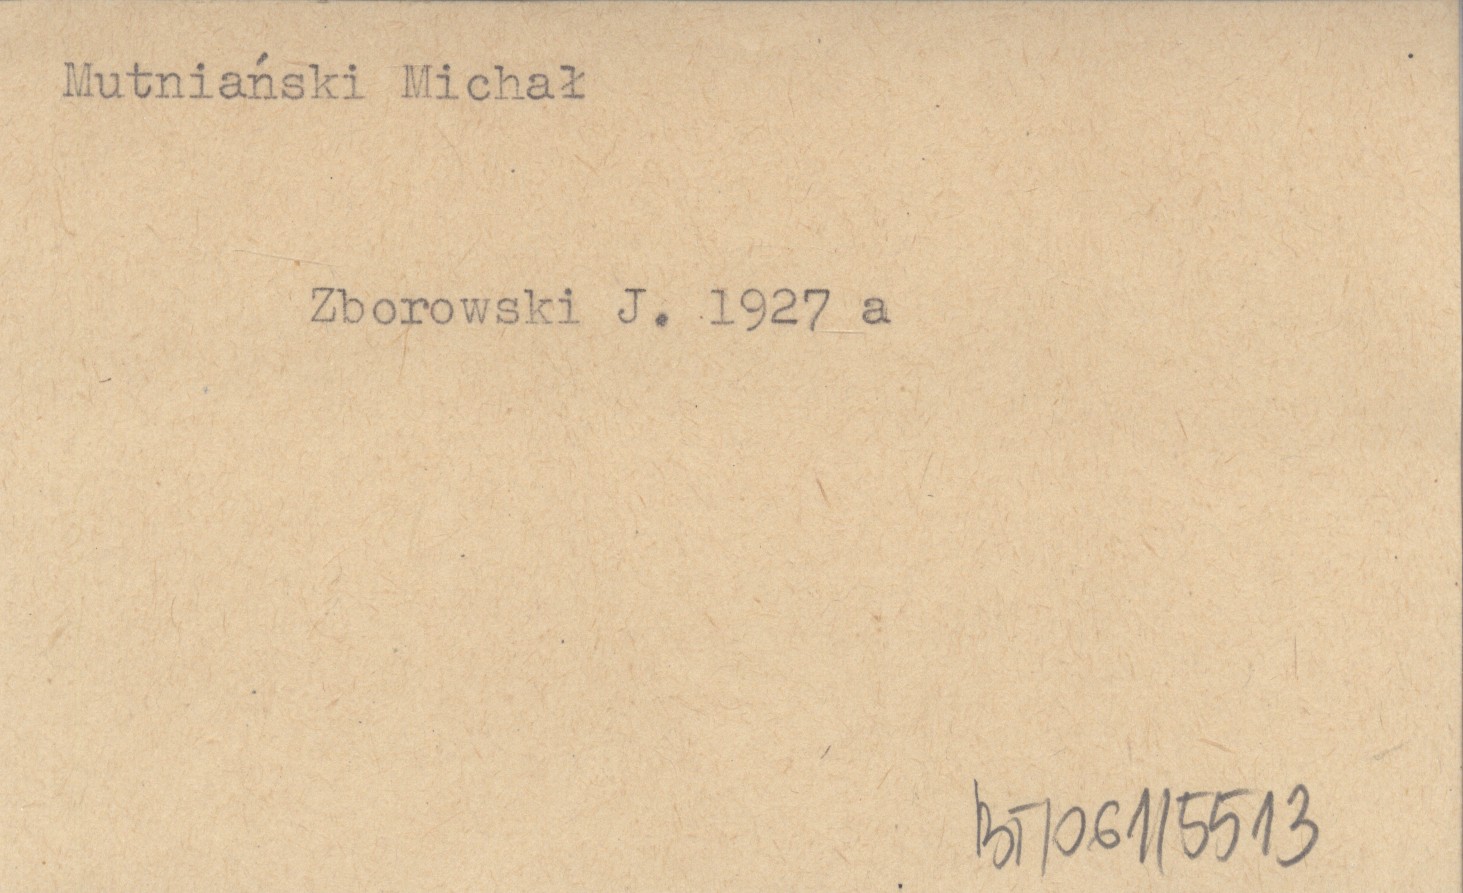 Mutniański Michał
Zborowski J. 1927 a
BT/061/5513